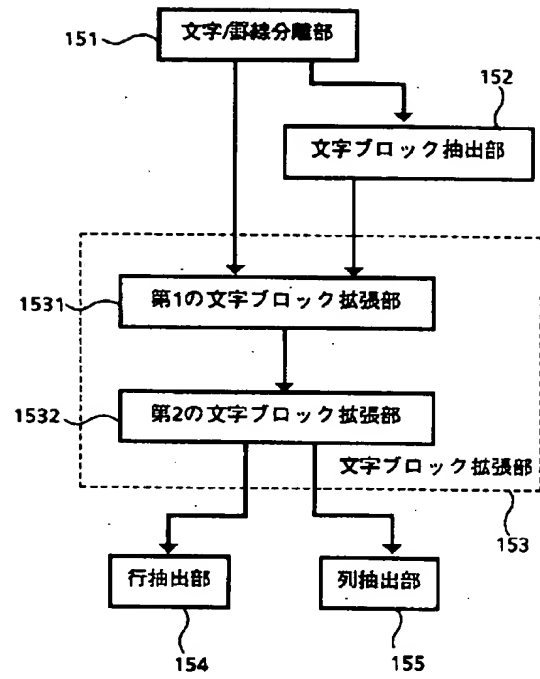 151
文字/罫線分離部
152
文字ブロック抽出部
1531
第1の文字ブロック拡張部
1532
第2の文字ブロック拡張部
文字ブロック拡張部
153
行抽出部
列抽出部
154
155